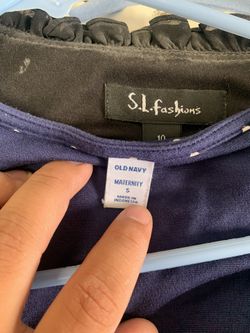 S.L.fashions
10
OLD NAVY
MATERNITY
S
MADE IN
INDONESIA